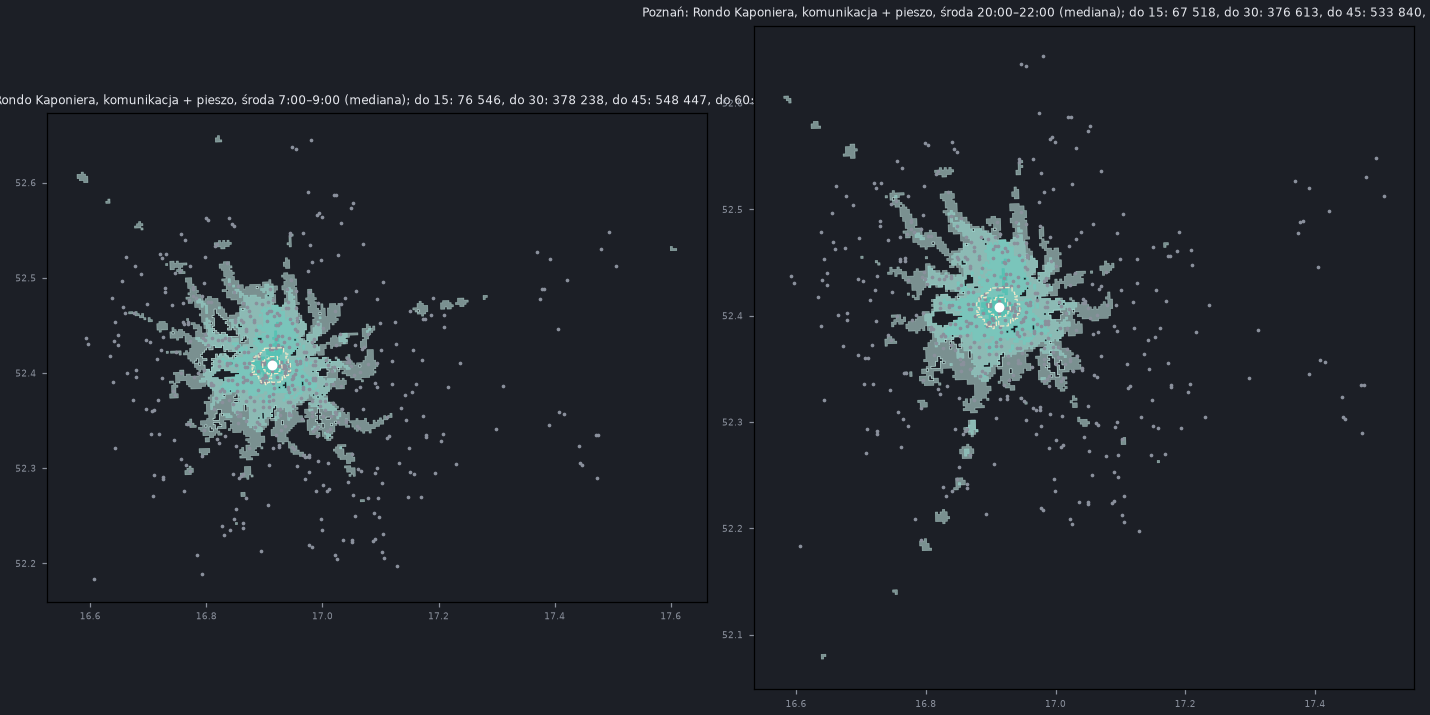 Poznań: Rondo Kaponiera, komunikacja + pieszo, środa 20:00–22:00 (mediana); do 15: 67 518, do 30: 376 613, do 45: 533 840,
Rondo Kaponiera, komunikacja + pieszo, środa 7:00–9:00 (mediana); do 15: 76 546, do 30: 378 238, do 45: 548 447, do 60:
52.6
52.5
52.4
52.3
52.2
16.6 16.8 17.0 17.2 17.4 17.6
52.6
52.5
52.4
52.3
52.2
52.1
16.6 16.8 17.0 17.2 17.4